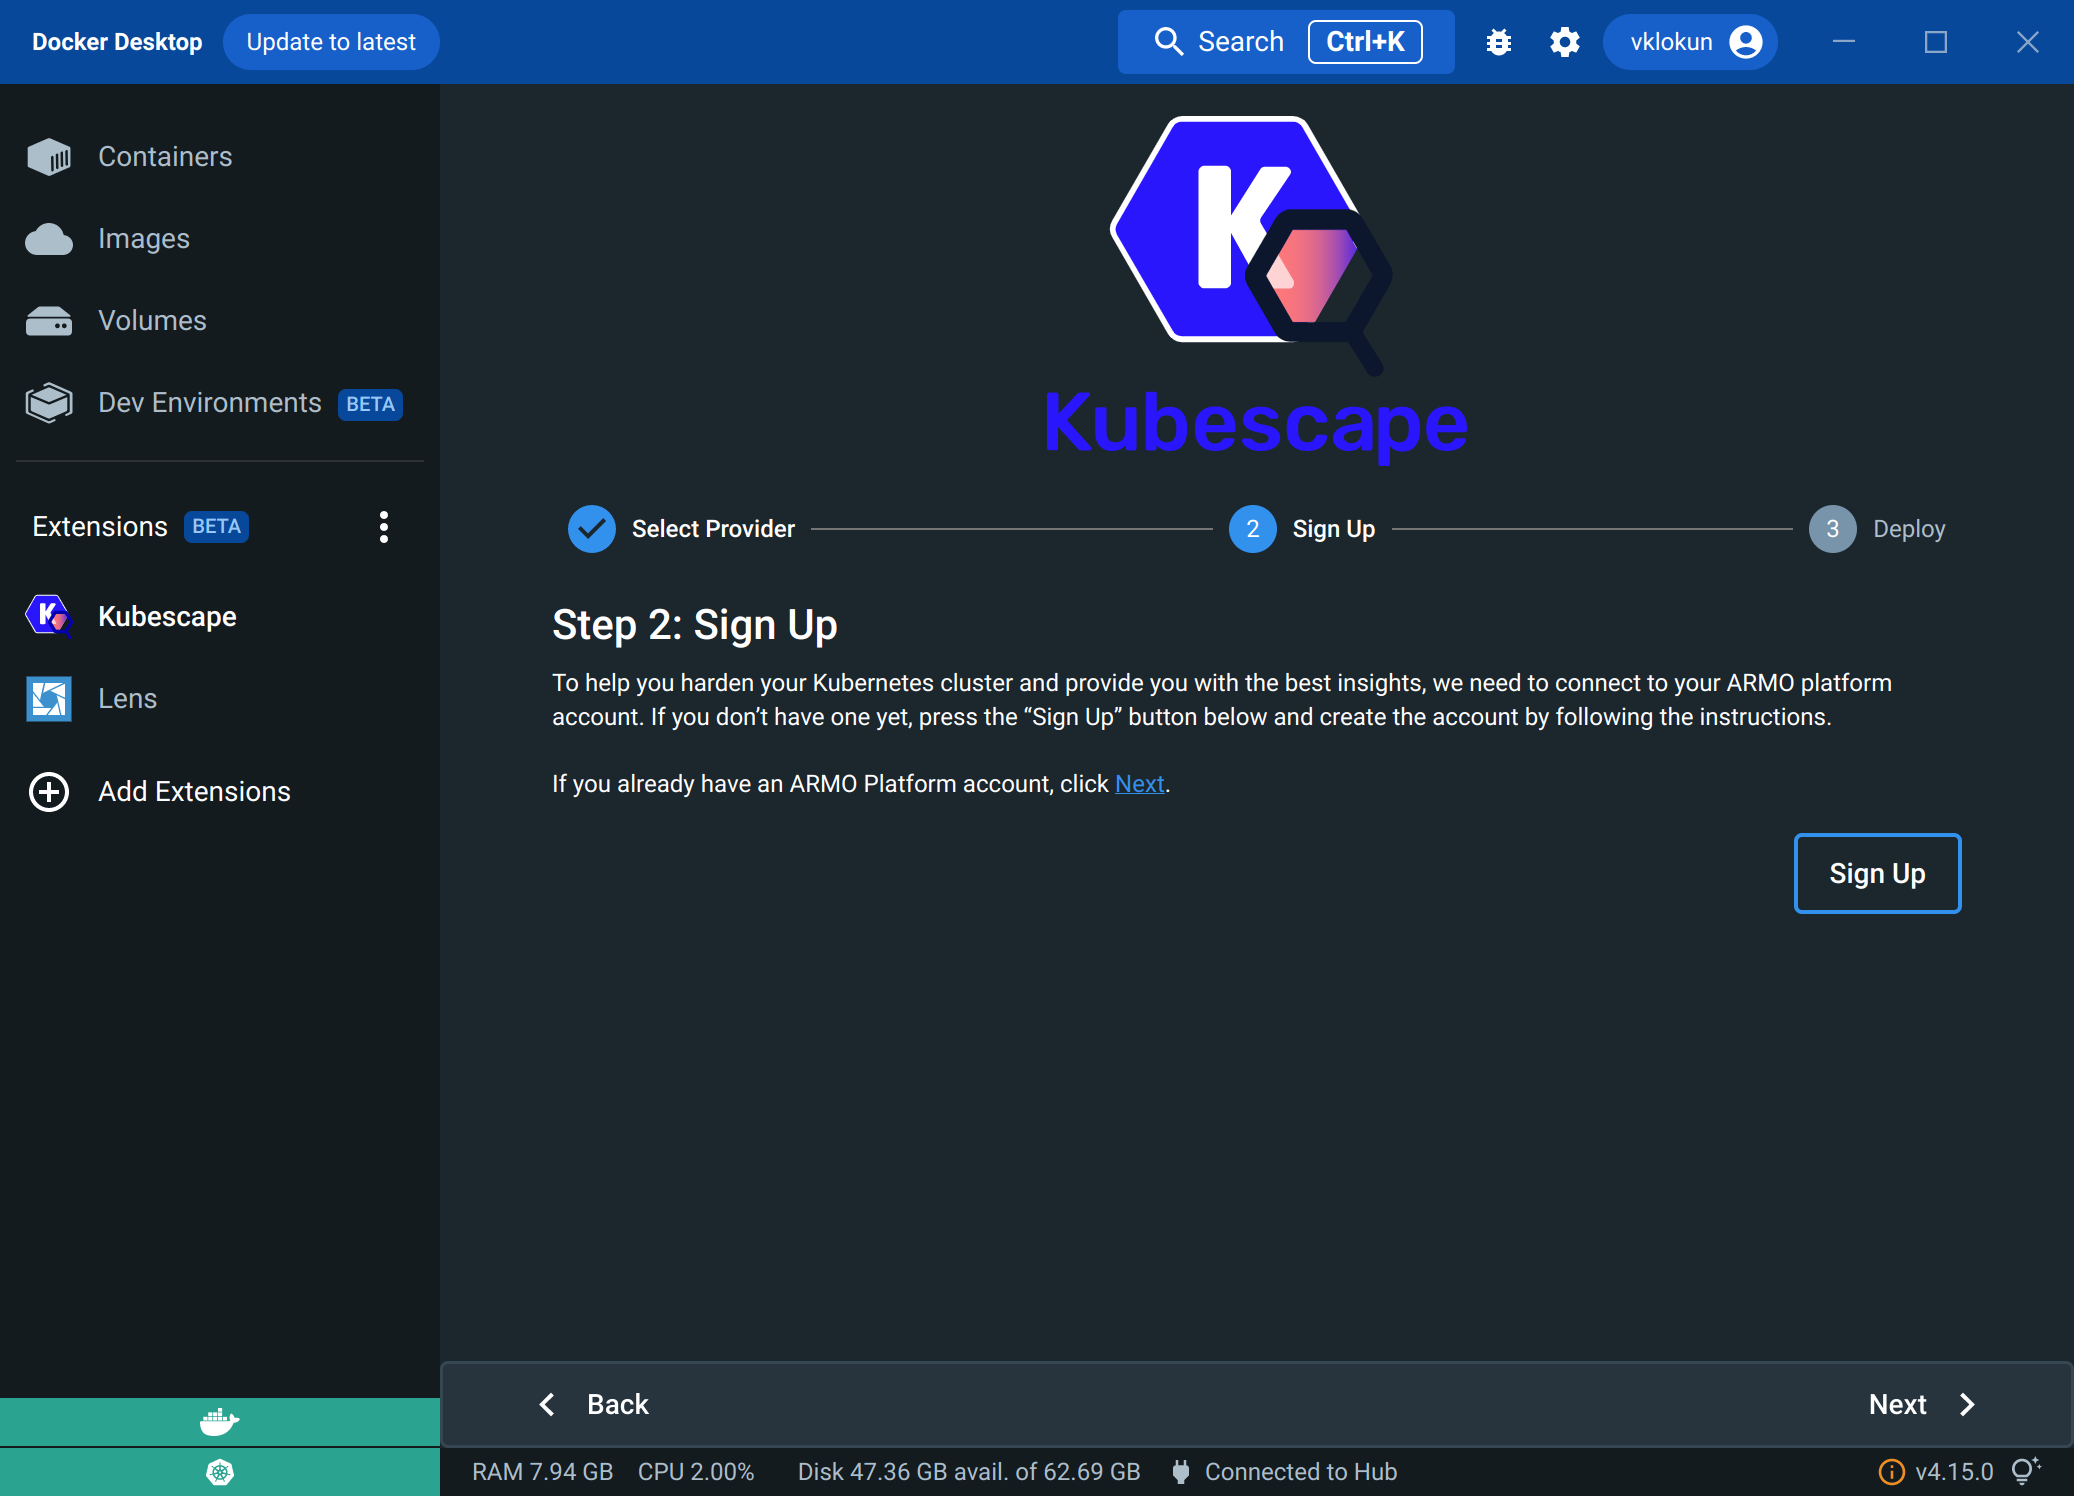 Docker Desktop
Update to latest
Search
Ctrl+K
vklokun
Containers
Images
Volumes
Dev Environments
BETA
Extensions
BETA
Kubescape
Lens
Add Extensions
K
Kubescape
Select Provider
2
Sign Up
3
Deploy
Step 2: Sign Up
To help you harden your Kubernetes cluster and provide you with the best insights, we need to connect to your ARMO platform
account. If you don’t have one yet, press the “Sign Up” button below and create the account by following the instructions.
If you already have an ARMO Platform account, click Next.
Sign Up
Back
Next
RAM 7.94 GB
CPU 2.00%
Disk 47.36 GB avail. of 62.69 GB
Connected to Hub
v4.15.0